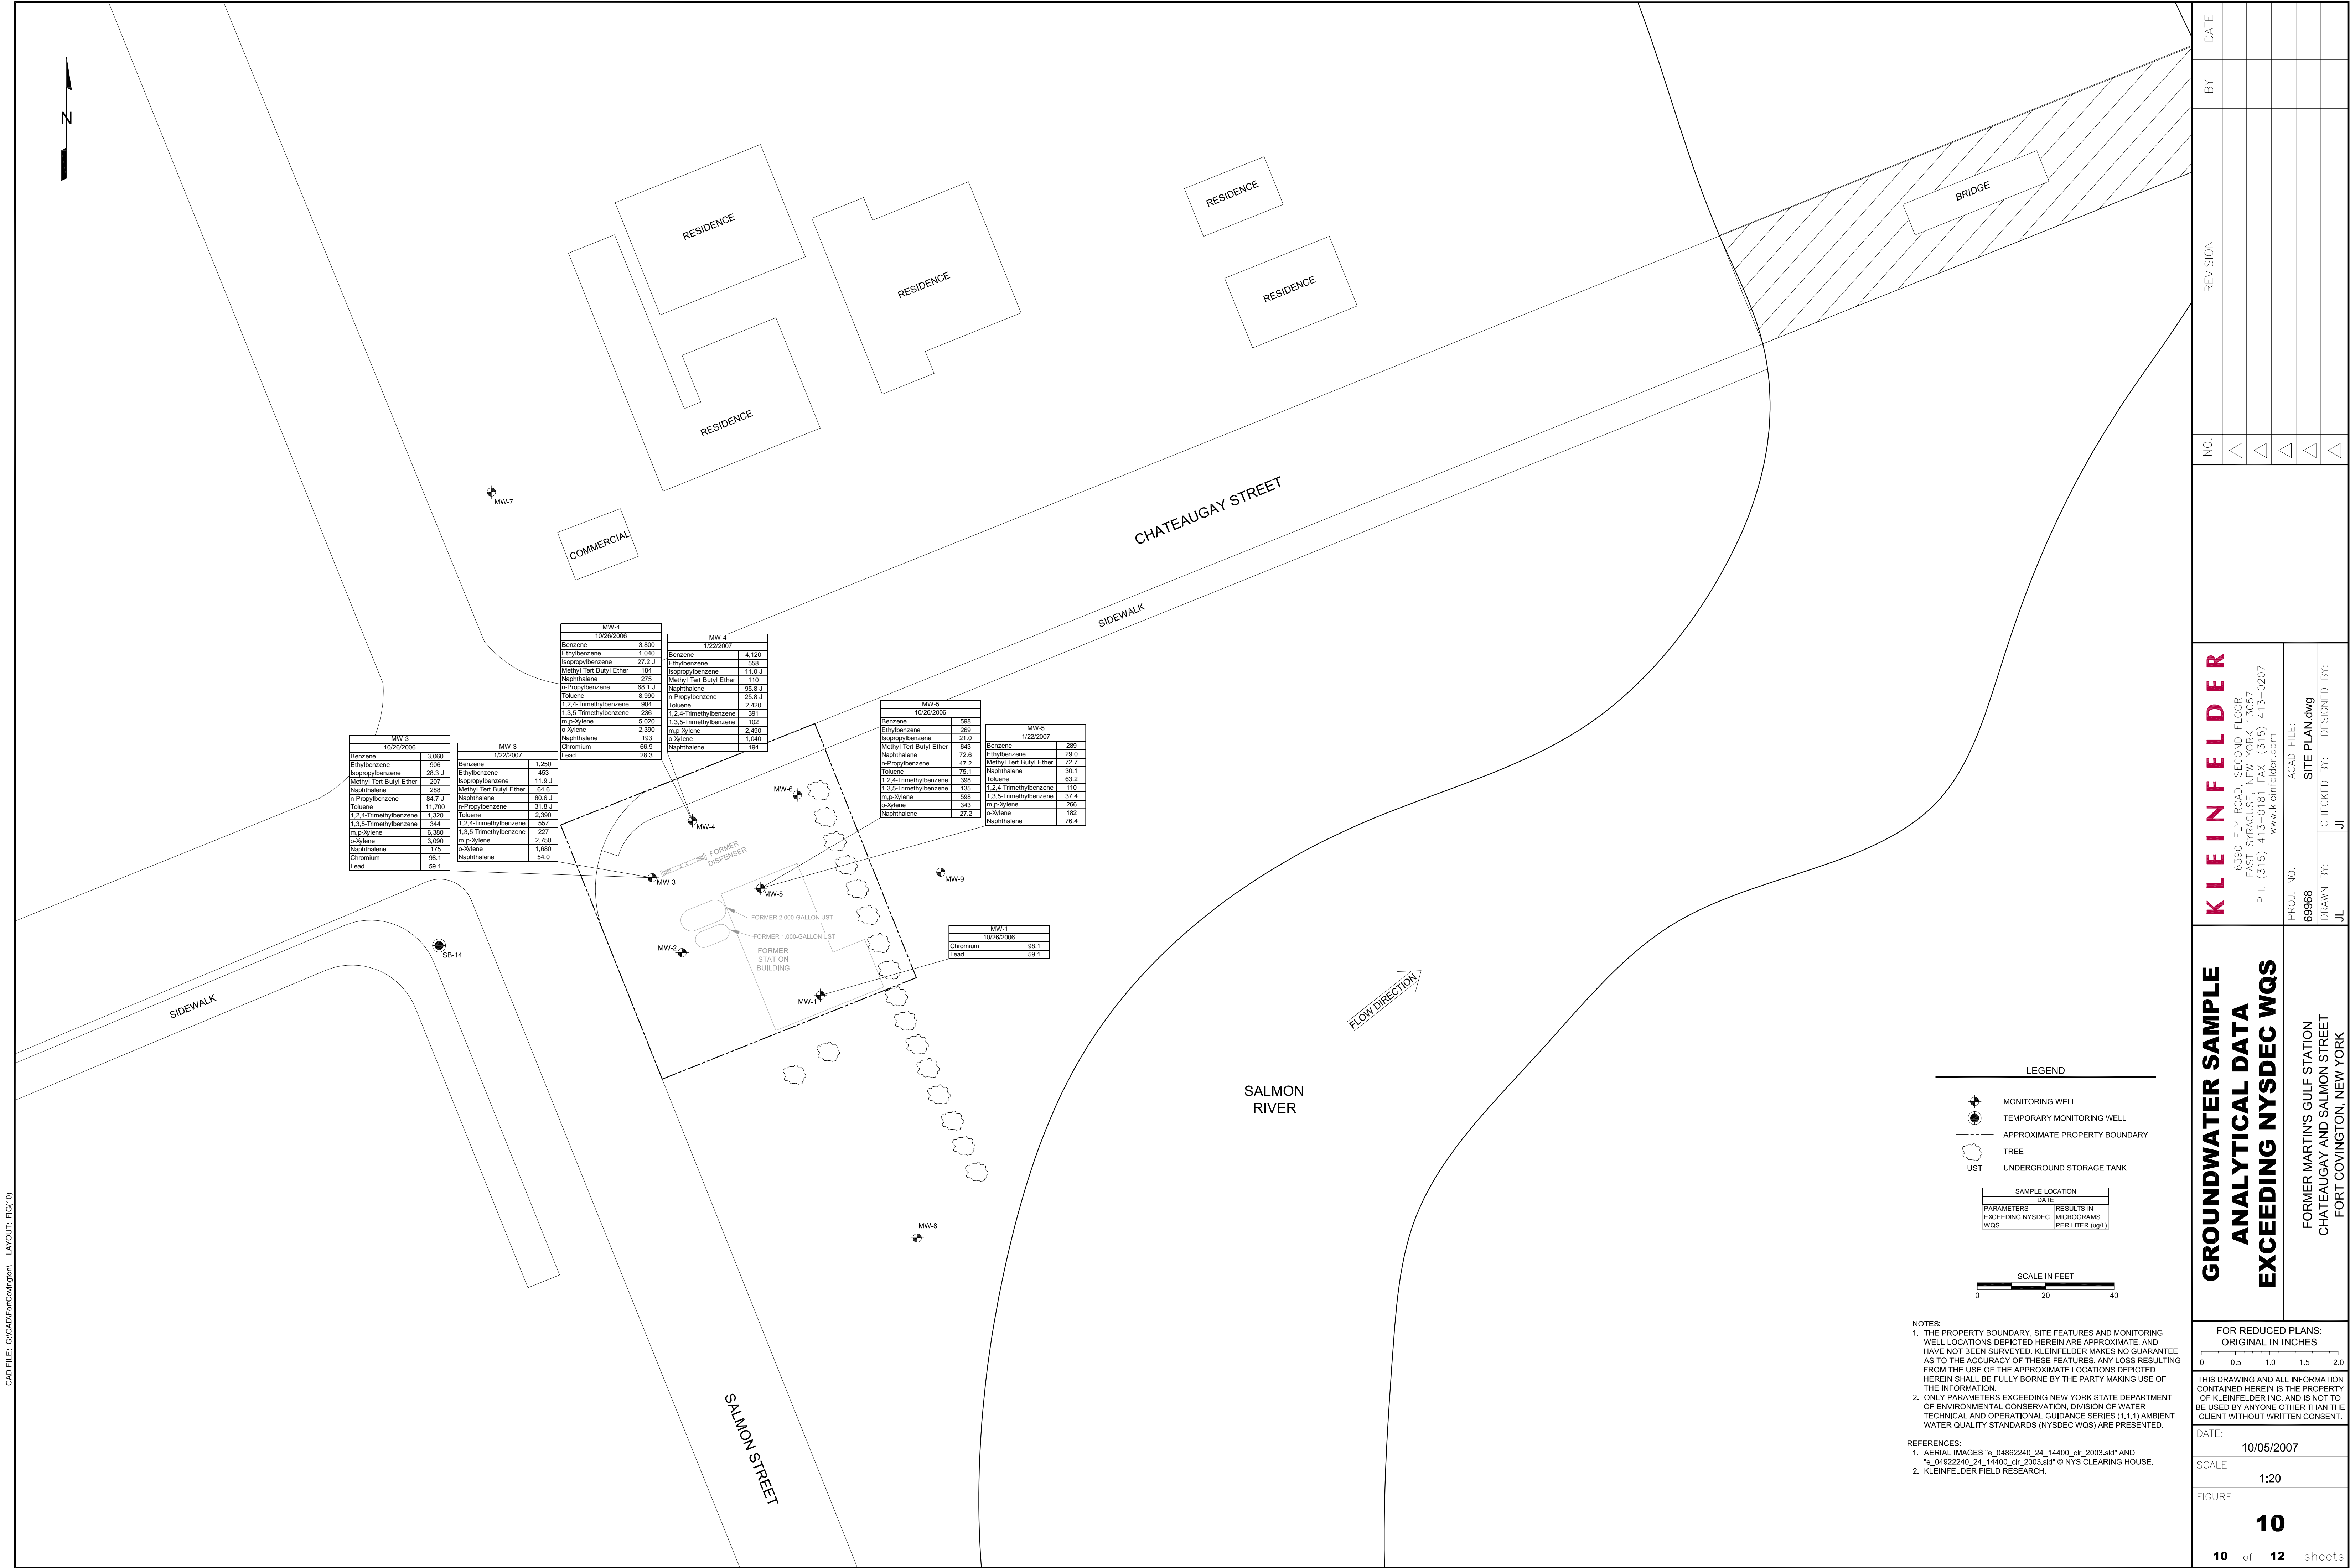 N
RESIDENCE
RESIDENCE
RESIDENCE
RESIDENCE
RESIDENCE
BRIDGE
MW-7
COMMERCIAL
CHATEAUGAY STREET
SIDEWALK
MW-4
10/26/2006
Benzene 3,800
Ethylbenzene 1,040
Isopropylbenzene 27.2 J
Methyl Tert Butyl Ether 184
Naphthalene 275
n-Propylbenzene 68.1 J
Toluene 8,990
1,2,4-Trimethylbenzene 904
1,3,5-Trimethylbenzene 236
m,p-Xylene 5,020
o-Xylene 2,390
Naphthalene 193
Chromium 66.9
Lead 28.3
MW-4
1/22/2007
Benzene 4,120
Ethylbenzene 558
Isopropylbenzene 11.0 J
Methyl Tert Butyl Ether 110
Naphthalene 95.8 J
n-Propylbenzene 25.8 J
Toluene 2,420
1,2,4-Trimethylbenzene 391
1,3,5-Trimethylbenzene 102
m,p-Xylene 2,490
o-Xylene 1,040
Naphthalene 194
MW-5
10/26/2006
Benzene 598
Ethylbenzene 269
Isopropylbenzene 21.0
Methyl Tert Butyl Ether 643
Naphthalene 72.6
n-Propylbenzene 47.2
Toluene 75.1
1,2,4-Trimethylbenzene 398
1,3,5-Trimethylbenzene 135
m,p-Xylene 598
o-Xylene 343
Naphthalene 27.2
MW-5
1/22/2007
Benzene 289
Ethylbenzene 29.0
Methyl Tert Butyl Ether 72.7
Naphthalene 30.1
Toluene 63.2
1,2,4-Trimethylbenzene 110
1,3,5-Trimethylbenzene 37.4
m,p-Xylene 266
o-Xylene 182
Naphthalene 76.4
MW-3
10/26/2006
Benzene 3,060
Ethylbenzene 906
Isopropylbenzene 28.3 J
Methyl Tert Butyl Ether 207
Naphthalene 288
n-Propylbenzene 84.7 J
Toluene 11,700
1,2,4-Trimethylbenzene 1,320
1,3,5-Trimethylbenzene 344
m,p-Xylene 6,380
o-Xylene 3,090
Naphthalene 175
Chromium 98.1
Lead 59.1
MW-3
1/22/2007
Benzene 1,250
Ethylbenzene 453
Isopropylbenzene 11.9 J
Methyl Tert Butyl Ether 64.6
Naphthalene 80.6 J
n-Propylbenzene 31.8 J
Toluene 2,390
1,2,4-Trimethylbenzene 557
1,3,5-Trimethylbenzene 227
m,p-Xylene 2,750
o-Xylene 1,680
Naphthalene 54.0
MW-6
MW-4
FORMER
DISPENSER
MW-3
MW-5
MW-9
FORMER 2,000-GALLON UST
FORMER 1,000-GALLON UST
MW-2
FORMER
STATION
BUILDING
MW-1
MW-1
10/26/2006
Chromium 98.1
Lead 59.1
SB-14
SIDEWALK
FLOW DIRECTION
SALMON
RIVER
MW-8
SALMON STREET
LEGEND
MONITORING WELL
TEMPORARY MONITORING WELL
APPROXIMATE PROPERTY BOUNDARY
TREE
UST UNDERGROUND STORAGE TANK
SAMPLE LOCATION
DATE
PARAMETERS RESULTS IN
EXCEEDING NYSDEC MICROGRAMS
WQS PER LITER (ug/L)
SCALE IN FEET
0 20 40
NOTES:
1. THE PROPERTY BOUNDARY, SITE FEATURES AND MONITORING
WELL LOCATIONS DEPICTED HEREIN ARE APPROXIMATE, AND
HAVE NOT BEEN SURVEYED. KLEINFELDER MAKES NO GUARANTEE
AS TO THE ACCURACY OF THESE FEATURES. ANY LOSS RESULTING
FROM THE USE OF THE APPROXIMATE LOCATIONS DEPICTED
HEREIN SHALL BE FULLY BORNE BY THE PARTY MAKING USE OF
THE INFORMATION.
2. ONLY PARAMETERS EXCEEDING NEW YORK STATE DEPARTMENT
OF ENVIRONMENTAL CONSERVATION, DIVISION OF WATER
TECHNICAL AND OPERATIONAL GUIDANCE SERIES (1.1.1) AMBIENT
WATER QUALITY STANDARDS (NYSDEC WQS) ARE PRESENTED.
REFERENCES:
1. AERIAL IMAGES "e_04862240_24_14400_cir_2003.sid" AND
"e_04922240_24_14400_cir_2003.sid" © NYS CLEARING HOUSE.
2. KLEINFELDER FIELD RESEARCH.
CAD FILE: G:\CAD\FortCovington\ LAYOUT: FIG(10)
NO. REVISION BY DATE
KLEINFELDER
6390 FLY ROAD, SECOND FLOOR
EAST SYRACUSE, NEW YORK 13057
PH. (315) 413-0181 FAX. (315) 413-0207
www.kleinfelder.com
PROJ. NO. ACAD FILE:
69968 SITE PLAN.dwg
DRAWN BY: CHECKED BY: DESIGNED BY:
JL JI
GROUNDWATER SAMPLE
ANALYTICAL DATA
EXCEEDING NYSDEC WQS
FORMER MARTIN'S GULF STATION
CHATEAUGAY AND SALMON STREET
FORT COVINGTON, NEW YORK
FOR REDUCED PLANS:
ORIGINAL IN INCHES
0 0.5 1.0 1.5 2.0
THIS DRAWING AND ALL INFORMATION
CONTAINED HEREIN IS THE PROPERTY
OF KLEINFELDER INC. AND IS NOT TO
BE USED BY ANYONE OTHER THAN THE
CLIENT WITHOUT WRITTEN CONSENT.
DATE:
10/05/2007
SCALE:
1:20
FIGURE
10
10 of 12 sheets